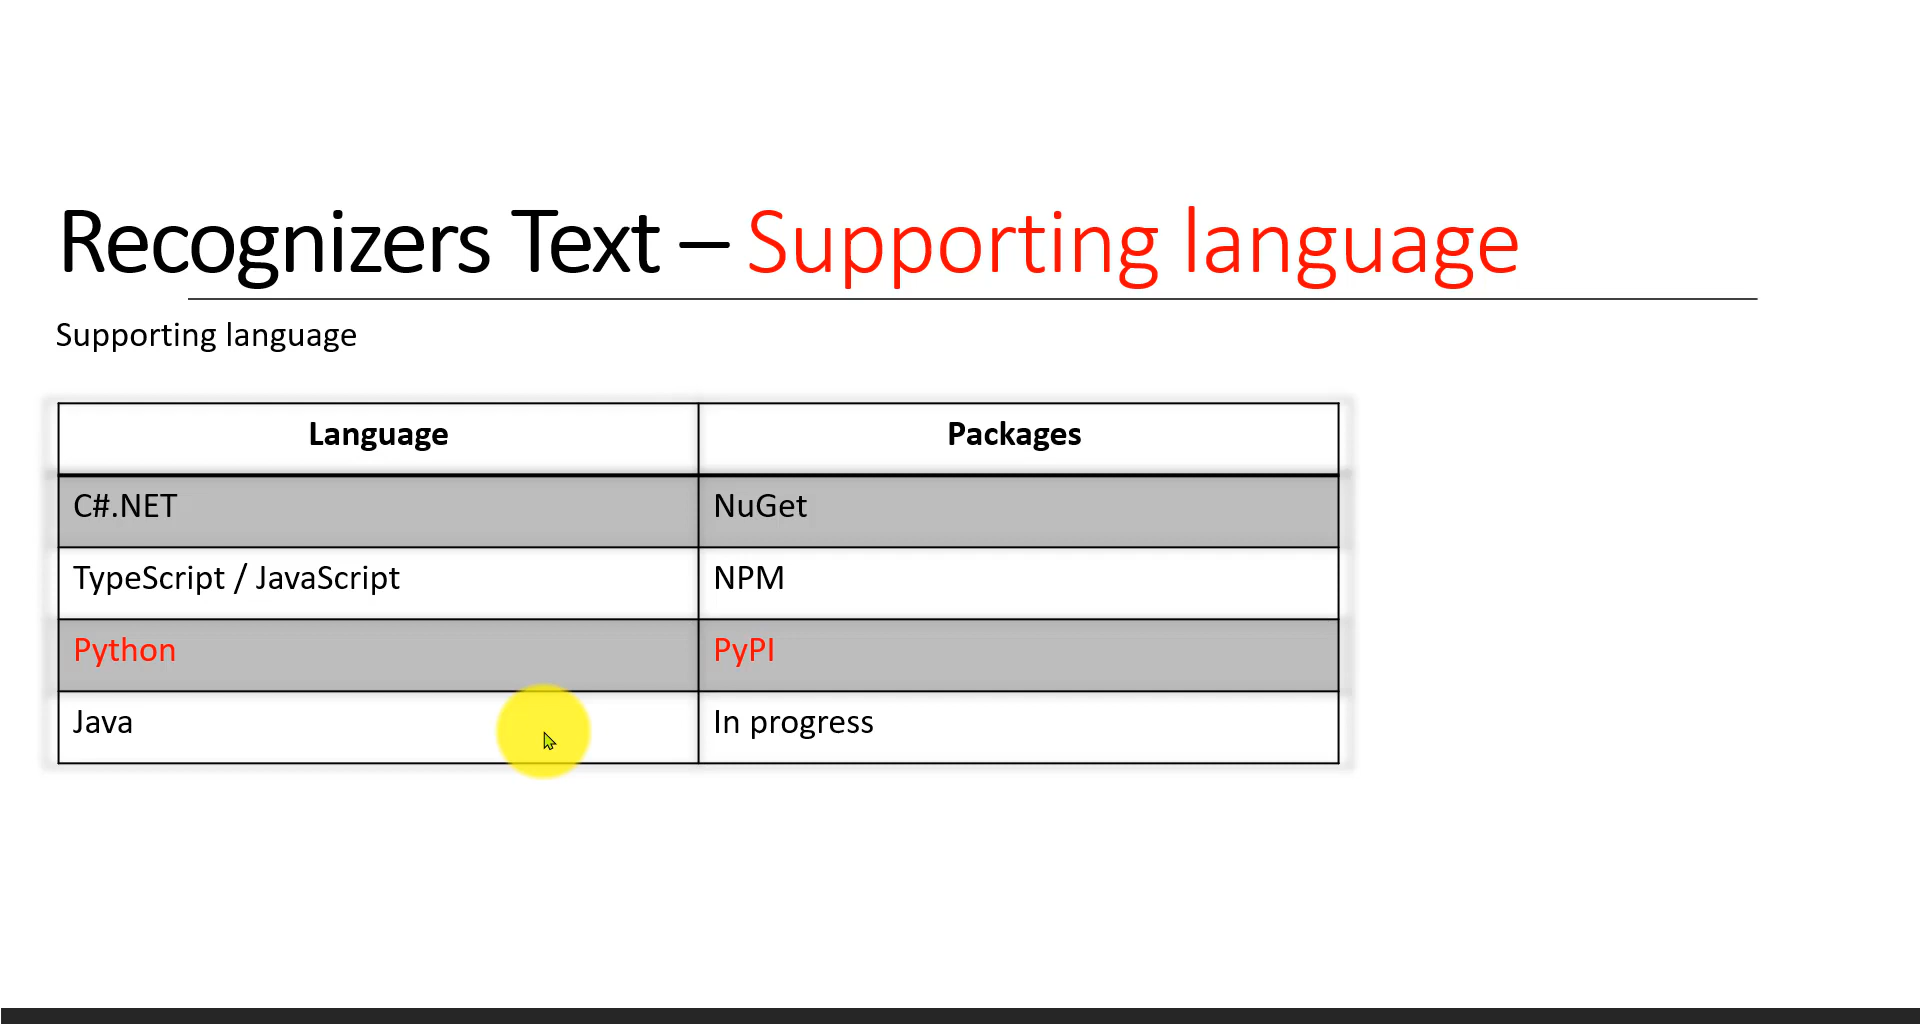 Recognizers Text – Supporting language
Supporting language
Language Packages
C#.NET NuGet
TypeScript / JavaScript NPM
Python PyPI
Java In progress